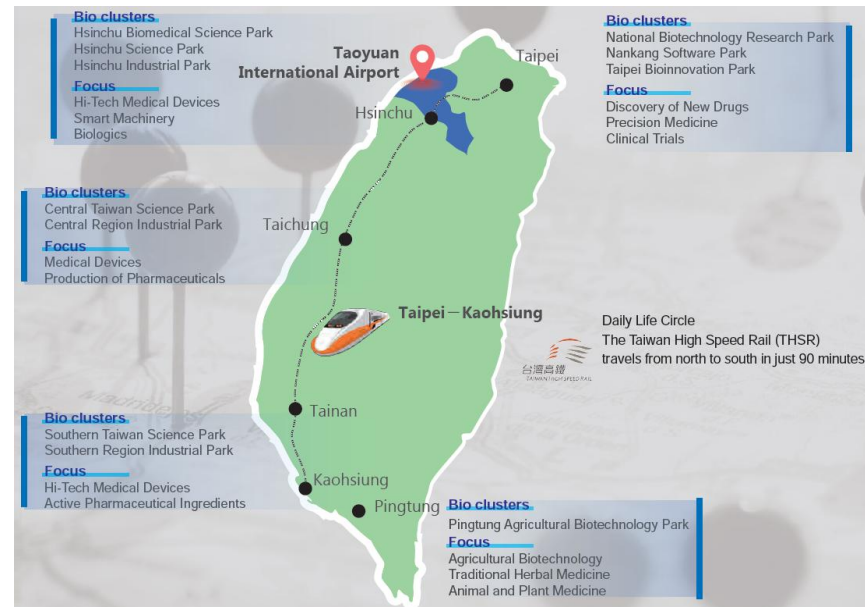 Bio clusters
Hsinchu Biomedical Science Park
Hsinchu Science Park
Hsinchu Industrial Park
Focus
Hi-Tech Medical Devices
Smart Machinery
Biologics
Taoyuan
International Airport
Taipei
Hsinchu
Bio clusters
National Biotechnology Research Park
Nankang Software Park
Taipei Bioinnovation Park
Focus
Discovery of New Drugs
Precision Medicine
Clinical Trials
Bio clusters
Central Taiwan Science Park
Central Region Industrial Park
Focus
Medical Devices
Production of Pharmaceuticals
Taichung
Taipei－Kaohsiung
台灣高鐵
TAIWAN HIGH SPEED RAIL
Daily Life Circle
The Taiwan High Speed Rail (THSR)
travels from north to south in just 90 minutes
Bio clusters
Southern Taiwan Science Park
Southern Region Industrial Park
Focus
Hi-Tech Medical Devices
Active Pharmaceutical Ingredients
Tainan
Kaohsiung
Pingtung
Bio clusters
Pingtung Agricultural Biotechnology Park
Focus
Agricultural Biotechnology
Traditional Herbal Medicine
Animal and Plant Medicine